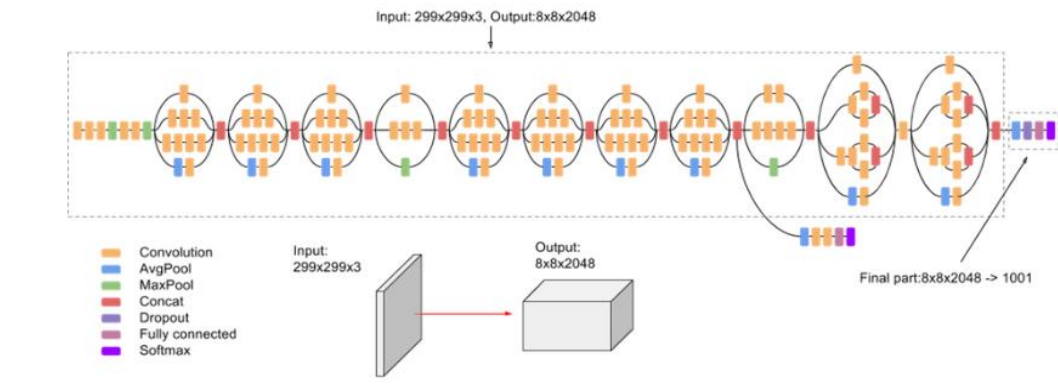 Input: 299x299x3, Output:8x8x2048
Convolution
AvgPool
MaxPool
Concat
Dropout
Fully connected
Softmax
Input:
299x299x3
Output:
8x8x2048
Final part:8x8x2048 -> 1001